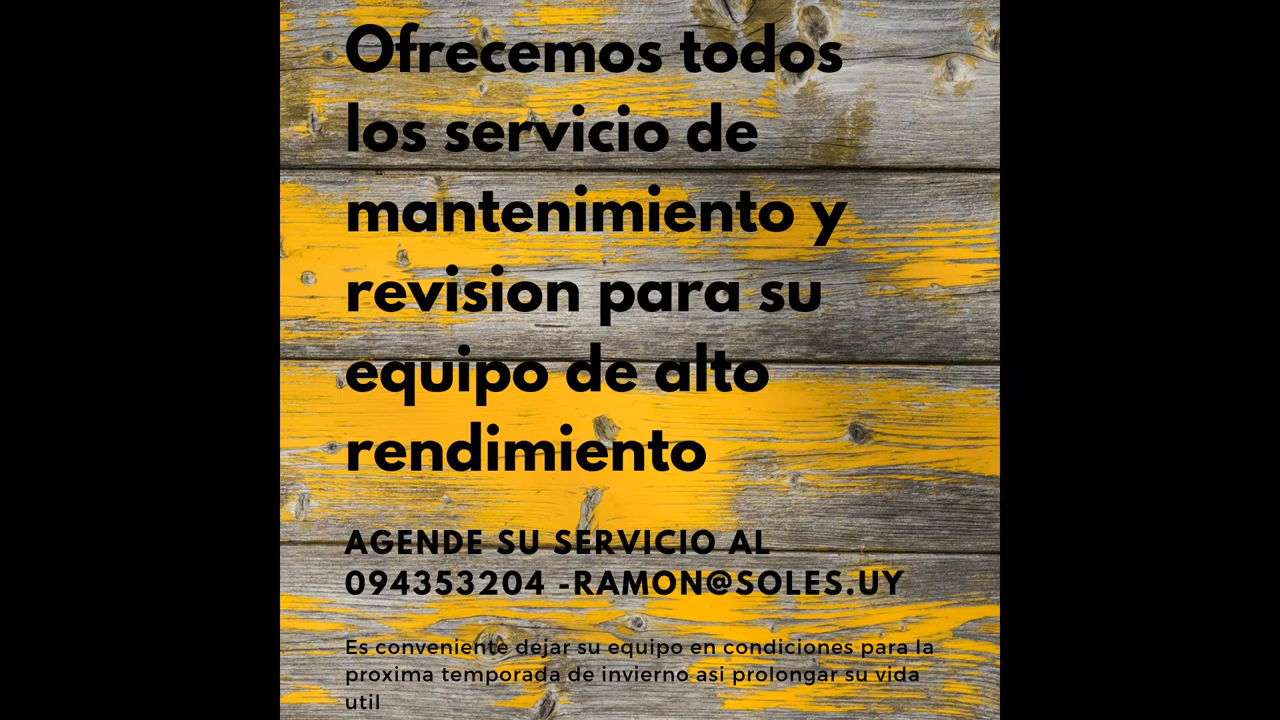 Ofrecemos todos
los servicio de
mantenimiento y
revision para su
equipo de alto
rendimiento
AGENDE SU SERVICIO AL
094353204 -RAMON@SOLES.UY
Es conveniente dejar su equipo en condiciones para la
proxima temporada de invierno asi prolongar su vida
util